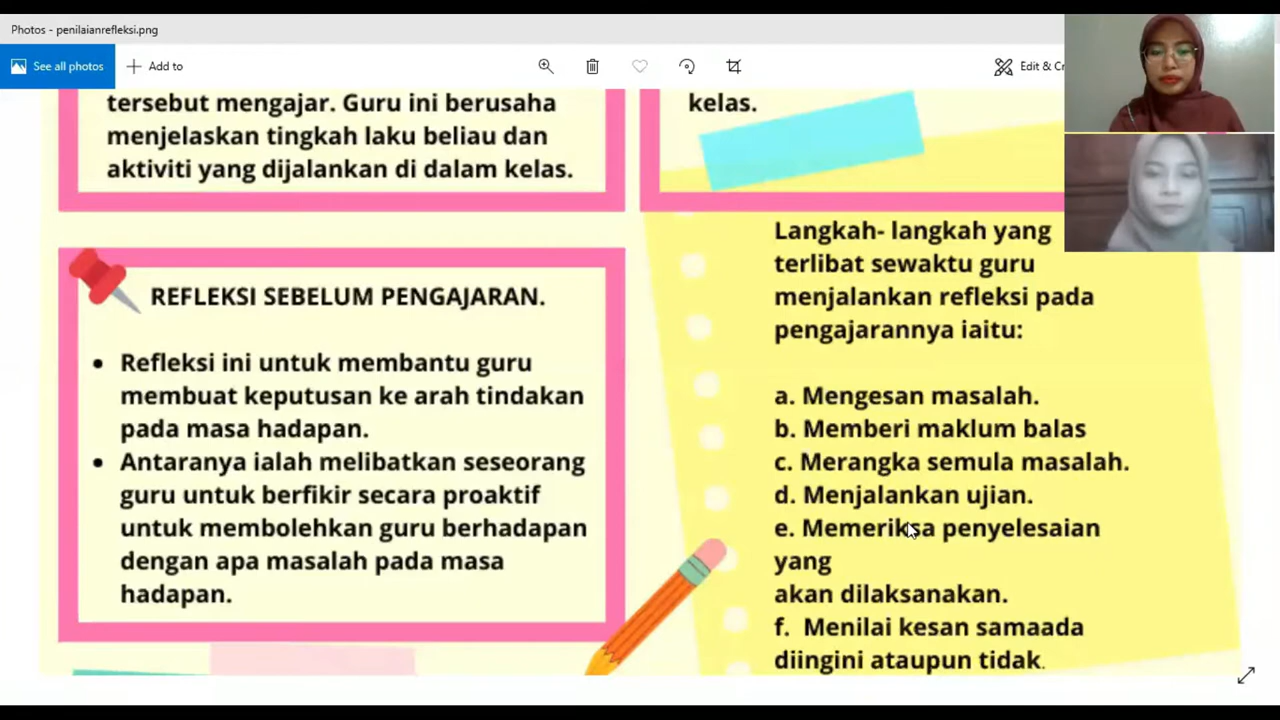 Photos - penilaianrefleksi.png
See all photos
Add to
Edit & Cr
tersebut mengajar. Guru ini berusaha
menjelaskan tingkah laku beliau dan
aktiviti yang dijalankan di dalam kelas.
kelas.
REFLEKSI SEBELUM PENGAJARAN.
Refleksi ini untuk membantu guru
membuat keputusan ke arah tindakan
pada masa hadapan.
Antaranya ialah melibatkan seseorang
guru untuk berfikir secara proaktif
untuk membolehkan guru berhadapan
dengan apa masalah pada masa
hadapan.
Langkah- langkah yang
terlibat sewaktu guru
menjalankan refleksi pada
pengajarannya iaitu:
a. Mengesan masalah.
b. Memberi maklum balas
c. Merangka semula masalah.
d. Menjalankan ujian.
e. Memeriksa penyelesaian
yang
akan dilaksanakan.
f. Menilai kesan samaada
diingini ataupun tidak.